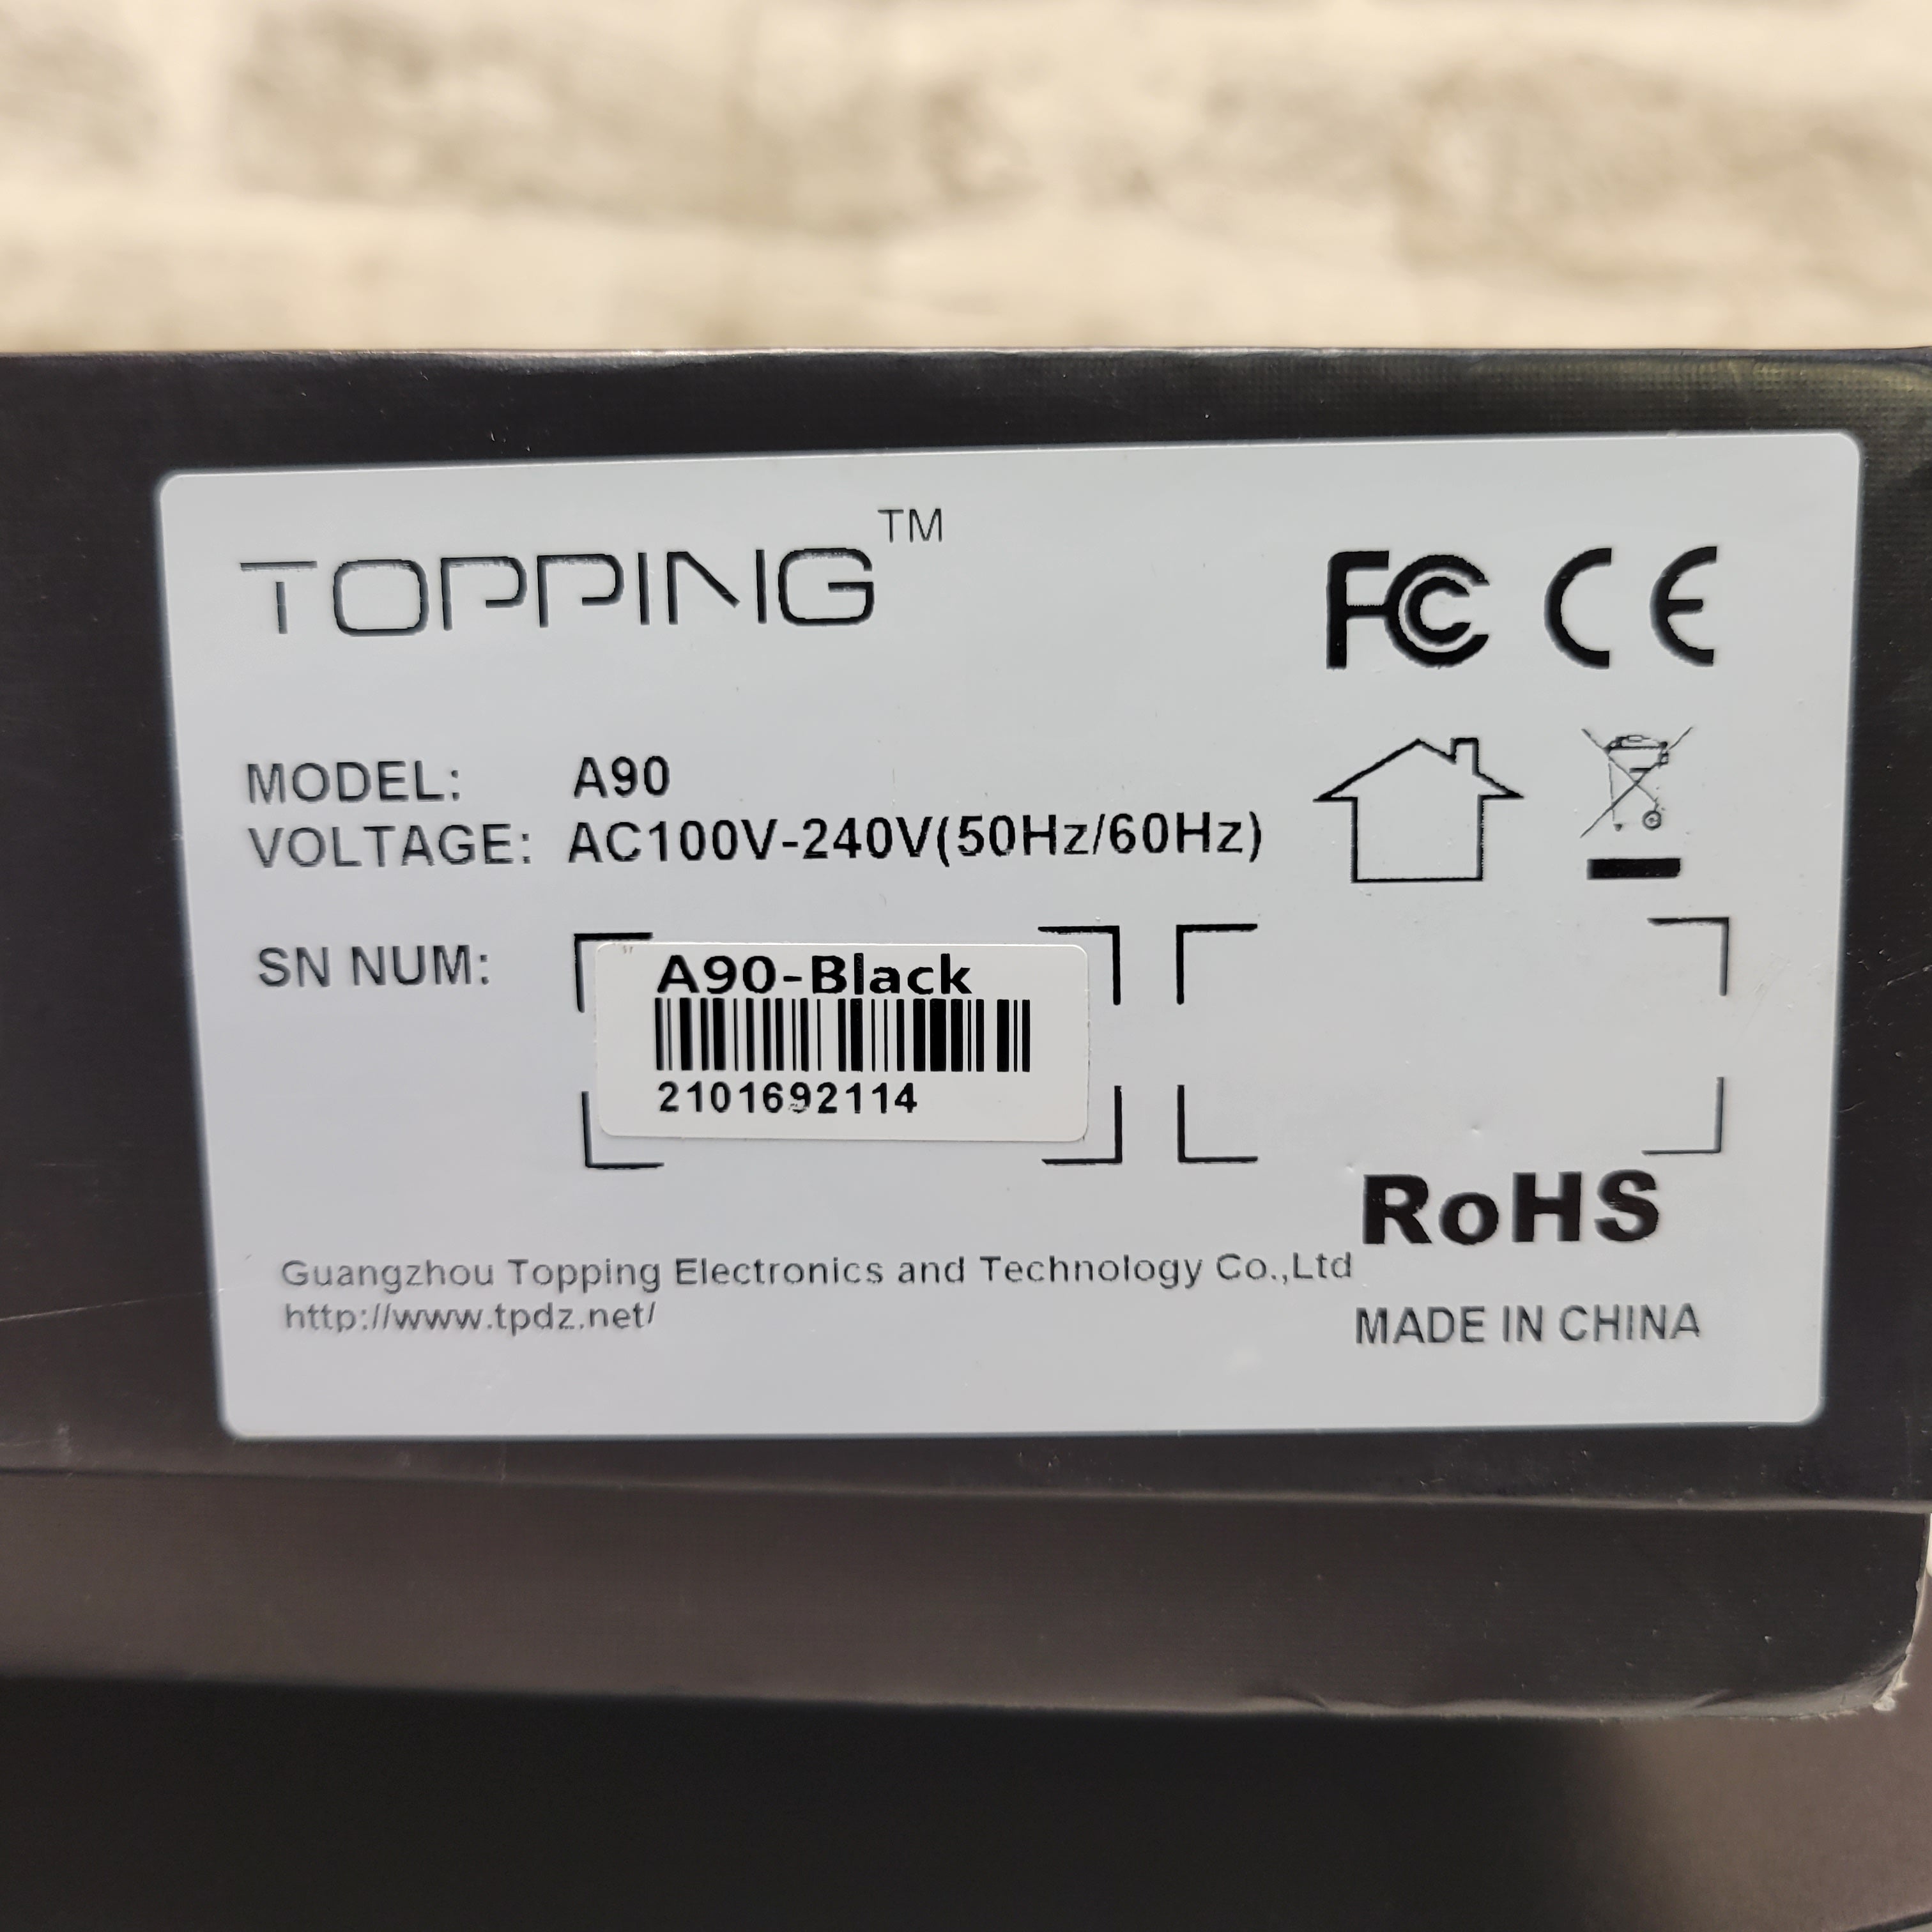 TOPPING™
FC CE
MODEL: A90
VOLTAGE: AC100V-240V(50Hz/60Hz)
SN NUM:
A90-Black
2101692114
RoHS
Guangzhou Topping Electronics and Technology Co.,Ltd
http://www.tpdz.net/
MADE IN CHINA